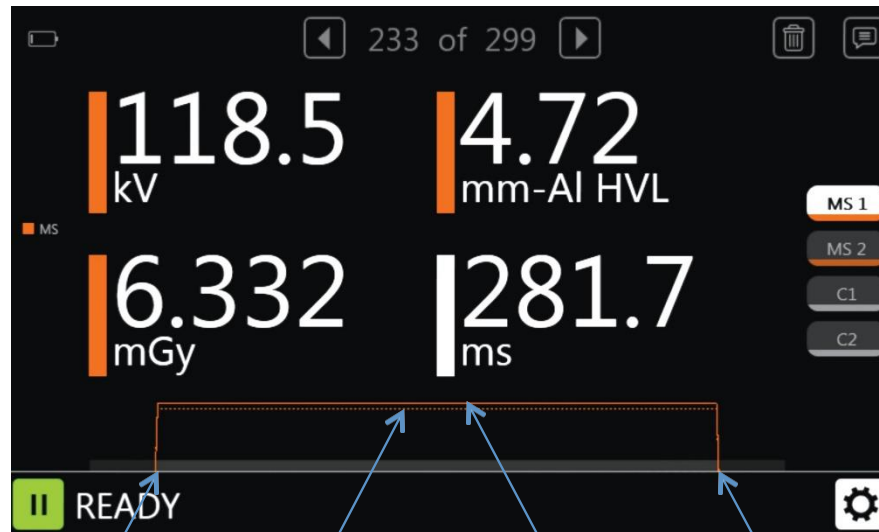 233 of 299
118.5
kV
4.72
mm-Al HVL
MS
MS 1
MS 2
6.332
mGy
281.7
ms
C1
C2
READY